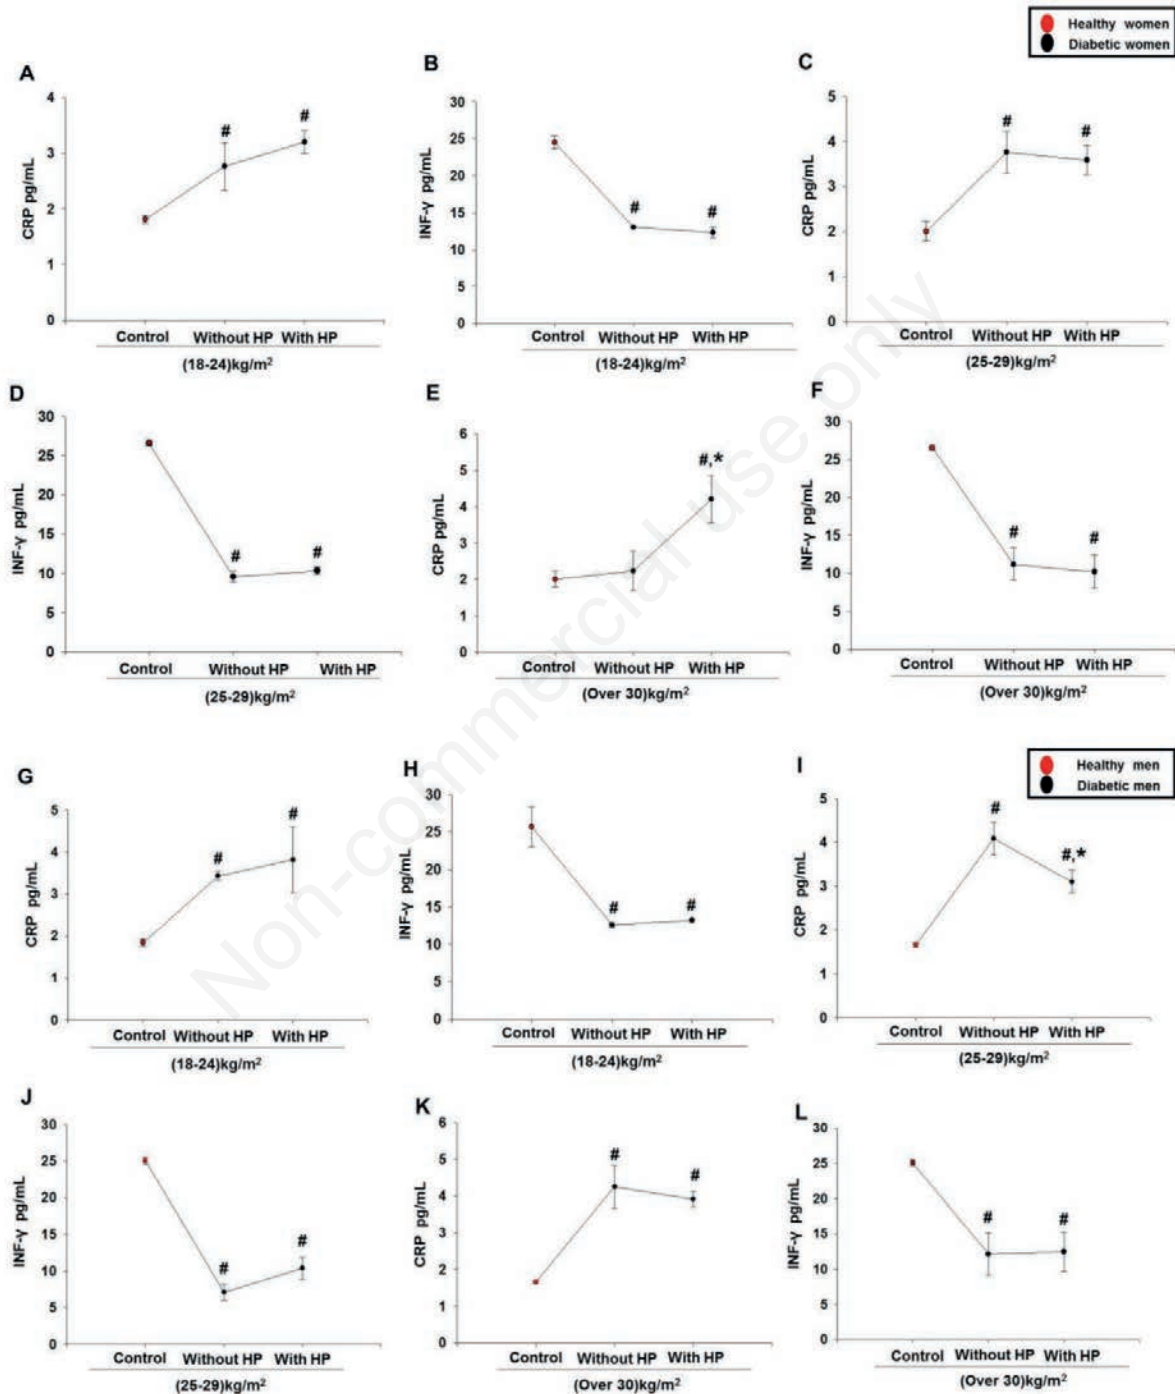 Healthy women
Diabetic women
A
CRP pg/mL
4
3
2
1
0
#
#
Control Without HP With HP
(18-24)kg/m²
B
INF-γ pg/mL
30
25
20
15
10
5
0
#
#
Control Without HP With HP
(18-24)kg/m²
C
CRP pg/mL
5
4
3
2
1
0
#
#
Control Without HP With HP
(25-29)kg/m²
D
INF-γ pg/mL
30
25
20
15
10
5
0
#
#
Control Without HP With HP
(25-29)kg/m²
E
CRP pg/mL
6
5
4
3
2
1
0
#,*
Control Without HP With HP
(Over 30)kg/m²
F
INF-γ pg/mL
30
25
20
15
10
5
0
#
#
Control Without HP With HP
(Over 30)kg/m²
Healthy men
Diabetic men
G
CRP pg/mL
5
4
3
2
1
0
#
#
Control Without HP With HP
(18-24)kg/m²
H
INF-γ pg/mL
30
25
20
15
10
5
0
#
#
Control Without HP With HP
(18-24)kg/m²
I
CRP pg/mL
5
4
3
2
1
0
#
#,*
Control Without HP With HP
(25-29)kg/m²
J
INF-γ pg/mL
30
25
20
15
10
5
0
#
#
Control Without HP With HP
(25-29)kg/m²
K
CRP pg/mL
6
5
4
3
2
1
0
#
#
Control Without HP With HP
(Over 30)kg/m²
L
INF-γ pg/mL
30
25
20
15
10
5
0
#
#
Control Without HP With HP
(Over 30)kg/m²
Non-commercial use only